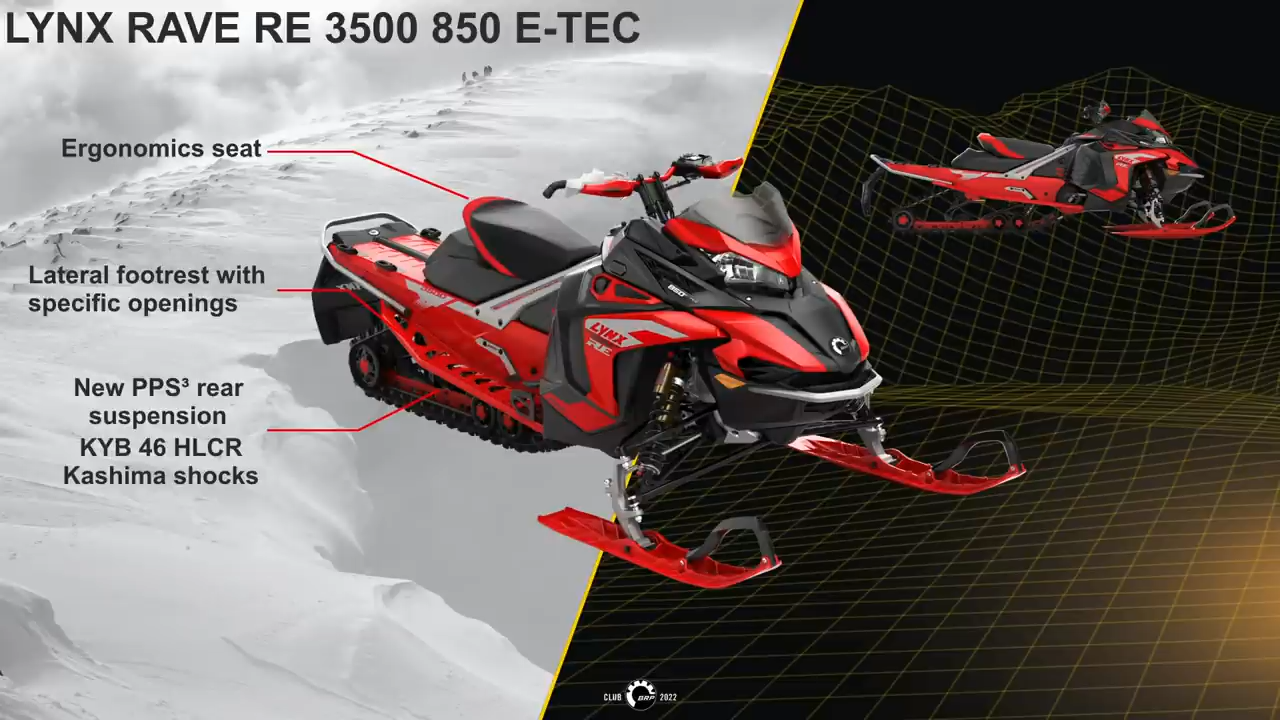 LYNX RAVE RE 3500 850 E-TEC
Ergonomics seat
Lateral footrest with
specific openings
New PPS³ rear
suspension
KYB 46 HLCR
Kashima shocks
850
LYNX
RE
CLUB BRP 2022